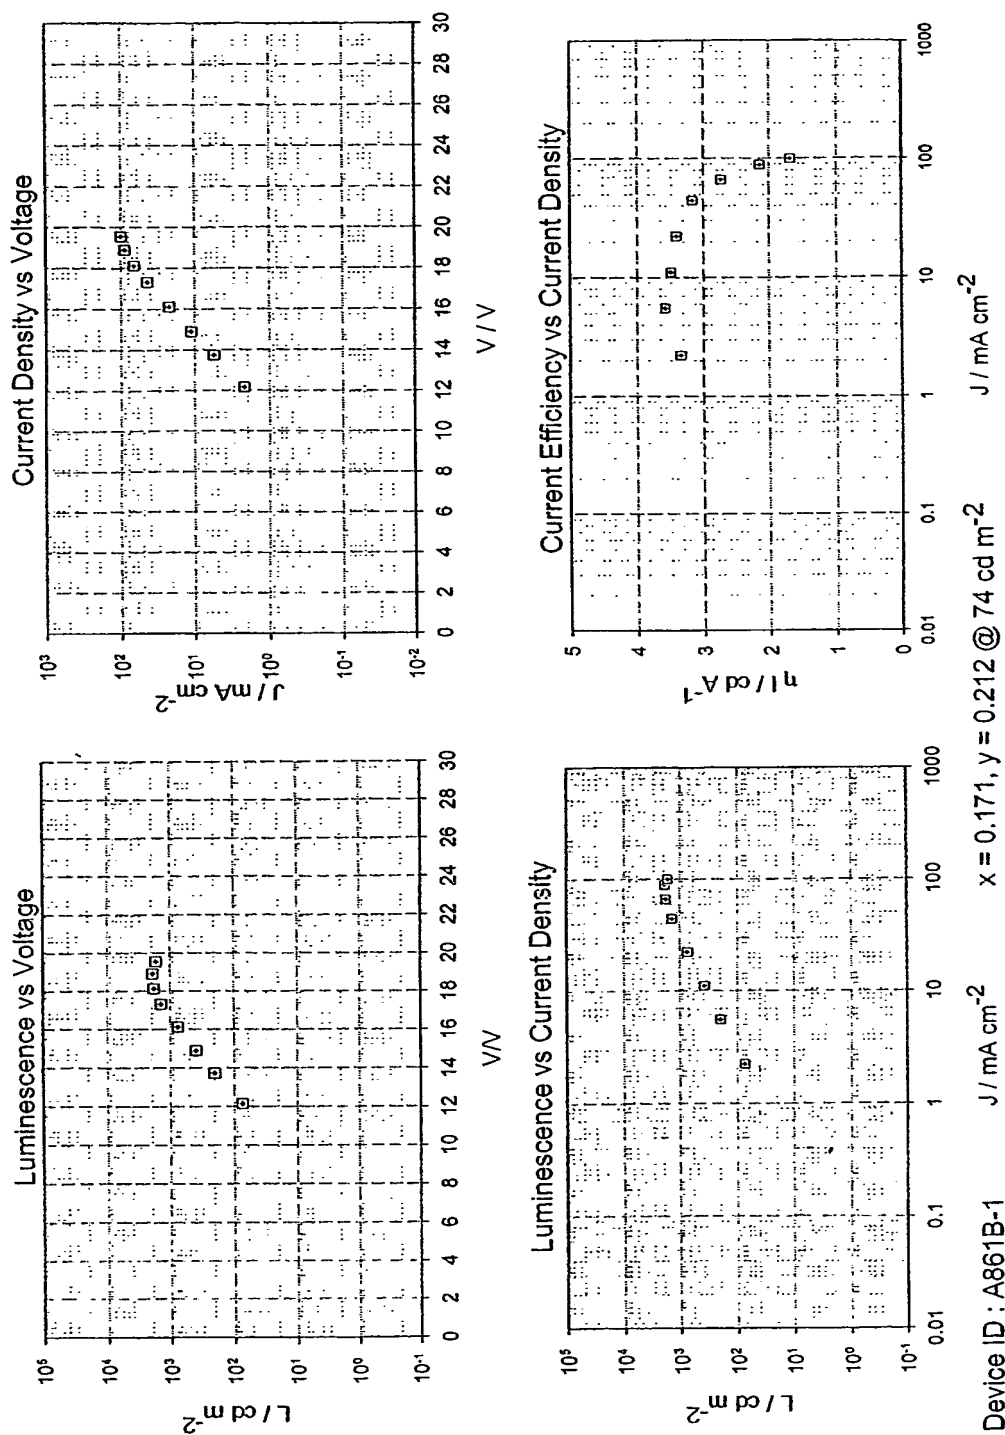 Luminescence vs Voltage
10⁵
10⁴
10³
10²
10¹
10⁰
10⁻¹
L / cd m⁻²
0 2 4 6 8 10 12 14 16 18 20 22 24 26 28 30
V/V
Current Density vs Voltage
10³
10²
10¹
10⁰
10⁻¹
10⁻²
J / mA cm⁻²
0 2 4 6 8 10 12 14 16 18 20 22 24 26 28 30
V / V
Luminescence vs Current Density
10⁵
10⁴
10³
10²
10¹
10⁰
10⁻¹
L / cd m⁻²
0.01 0.1 1 10 100 1000
J / mA cm⁻²
Current Efficiency vs Current Density
5
4
3
2
1
0
η I / cd A⁻¹
0.01 0.1 1 10 100 1000
J / mA cm⁻²
Device ID : A861B-1
x = 0.171, y = 0.212 @ 74 cd m⁻²